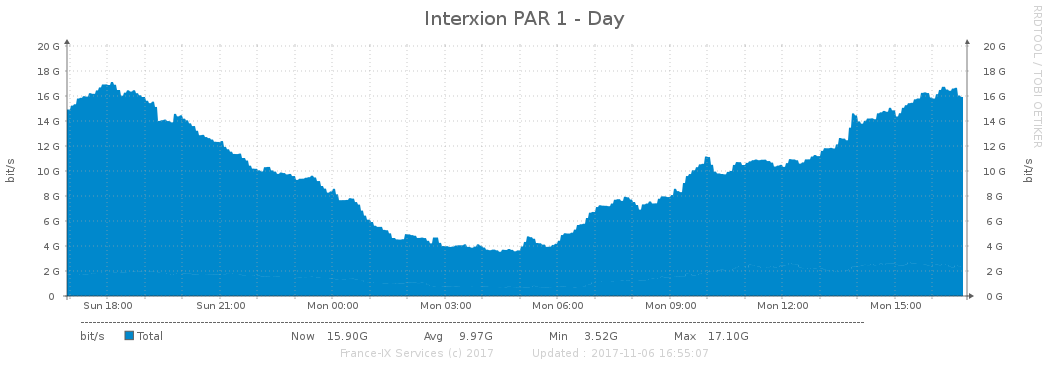 Interxion PAR 1 - Day
RRDTOOL / TOBI OETIKER
20 G 20 G
18 G 18 G
16 G 16 G
14 G 14 G
12 G 12 G
10 G 10 G
8 G 8 G
6 G 6 G
4 G 4 G
2 G 2 G
0 0 G
bit/s bit/s
Sun 18:00 Sun 21:00 Mon 00:00 Mon 03:00 Mon 06:00 Mon 09:00 Mon 12:00 Mon 15:00
bit/s Total Now 15.90G Avg 9.97G Min 3.52G Max 17.10G
France-IX Services (c) 2017 Updated : 2017-11-06 16:55:07